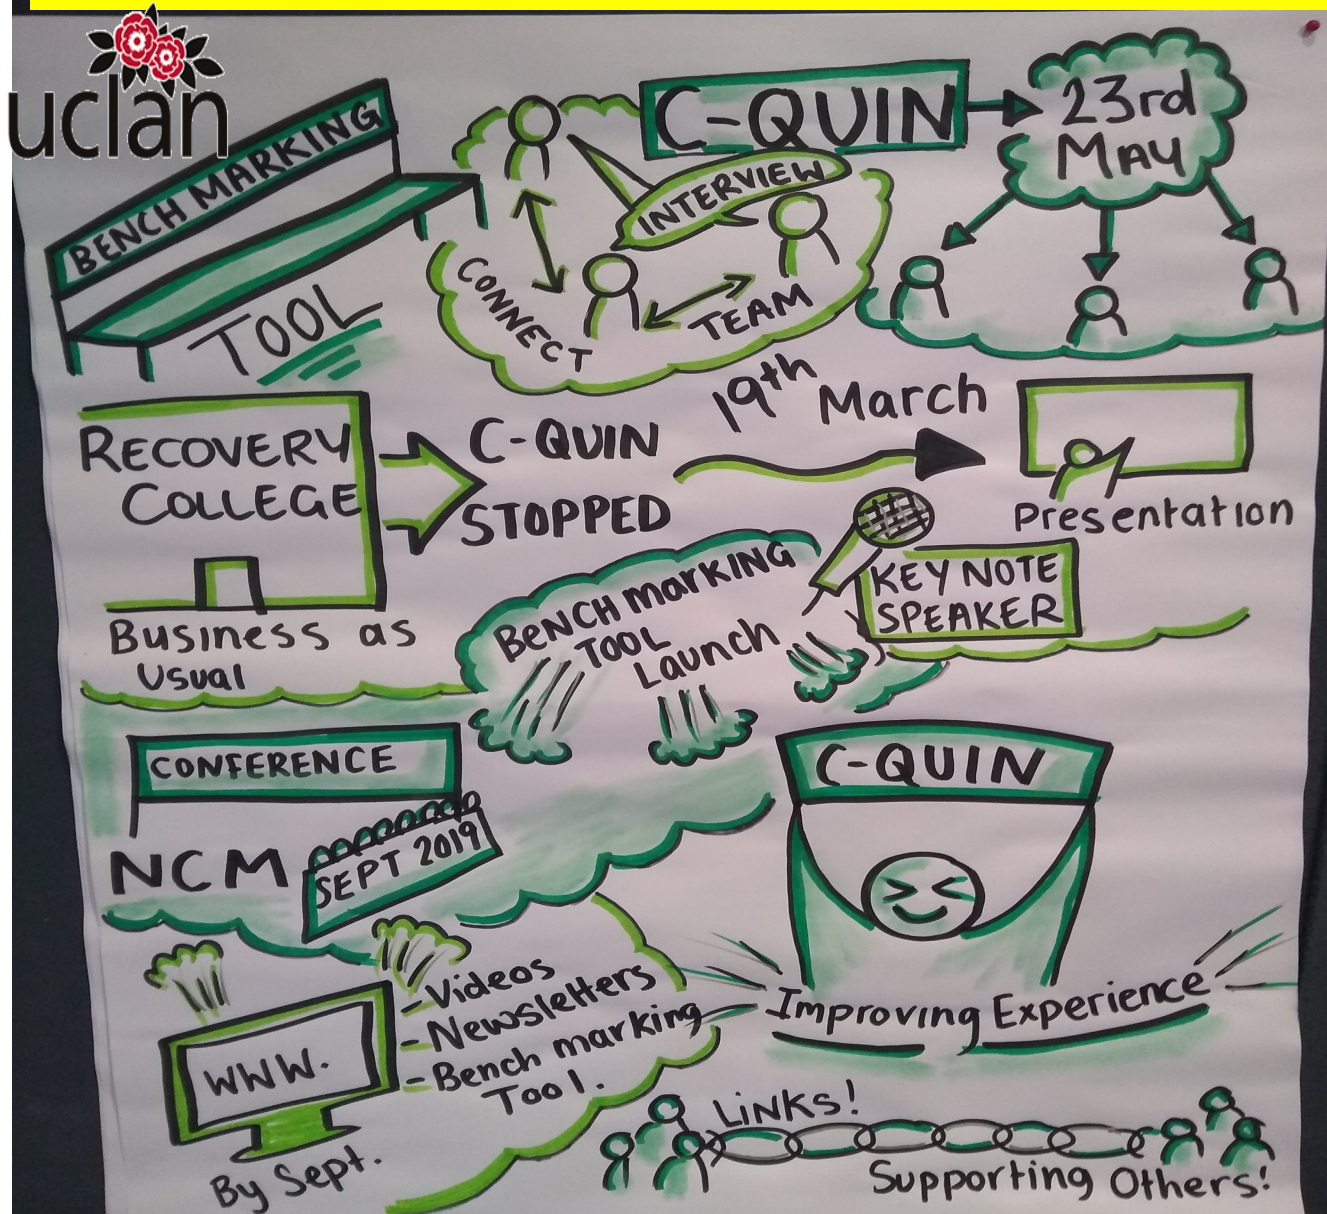 uclan
BENCH MARKING
TOOL
C-QUIN
INTERVIEW
CONNECT
TEAM
23rd
MAY
RECOVERY
COLLEGE
Business as
Usual
C-QUIN
STOPPED
19th March
Presentation
BENCH marKING
TOOL
Launch
KEY NOTE
SPEAKER
CONFERENCE
NCM
SEPT 2019
C-QUIN
Improving Experience
WWW.
By Sept.
- Videos
- Newsletters
- Bench marking
Tool.
LiNKS!
Supporting Others!